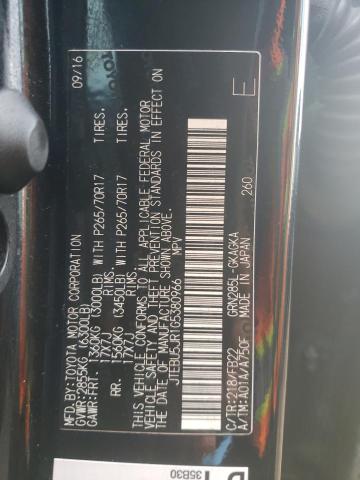 MFD.BY:TOYOTA MOTOR CORPORATION 09/16
GVWR:2855KG (6300LB)
GAWR:FRT. 1360KG (3000LB) WITH P265/70R17 TIRES.
17X7J RIMS.
RR. 1560KG (3450LB) WITH P265/70R17 TIRES.
17X7J RIMS.
THIS VEHICLE CONFORMS TO ALL APPLICABLE FEDERAL MOTOR
VEHICLE SAFETY AND THEFT PREVENTION STANDARDS IN EFFECT
ON THE DATE OF MANUFACTURE SHOWN ABOVE.
JTEBU5JR1G5380966 MPV
260
E
C/TR:218/FB22 GRN285L-GKAGKA
A/TM:A01A/A750F MADE IN JAPAN
35B30